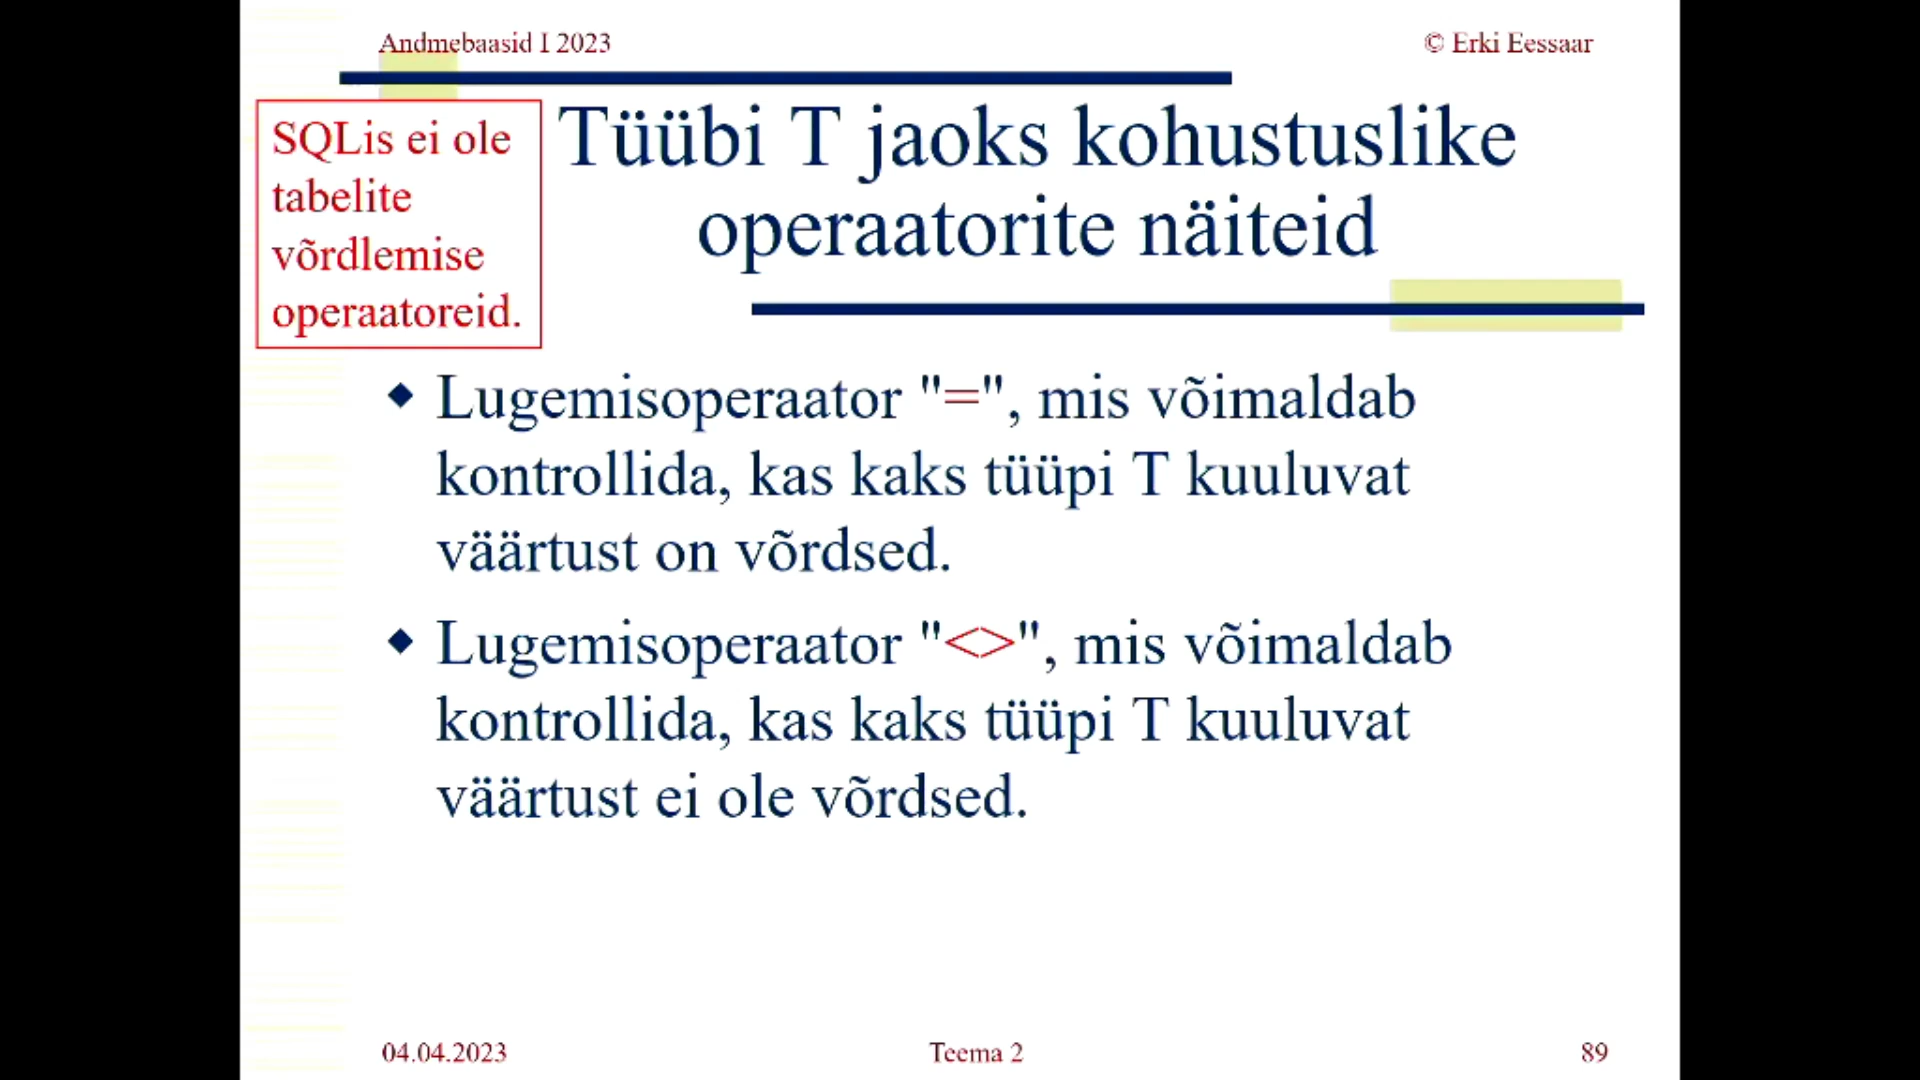 Andmebaasid I 2023
© Erki Eessaar
SQLis ei ole
tabelite
võrdlemise
operaatoreid.
Tüübi T jaoks kohustuslike
operaatorite näiteid
Lugemisoperaator "=", mis võimaldab
kontrollida, kas kaks tüüpi T kuuluvat
väärtust on võrdsed.
Lugemisoperaator "<>", mis võimaldab
kontrollida, kas kaks tüüpi T kuuluvat
väärtust ei ole võrdsed.
04.04.2023
Teema 2
89